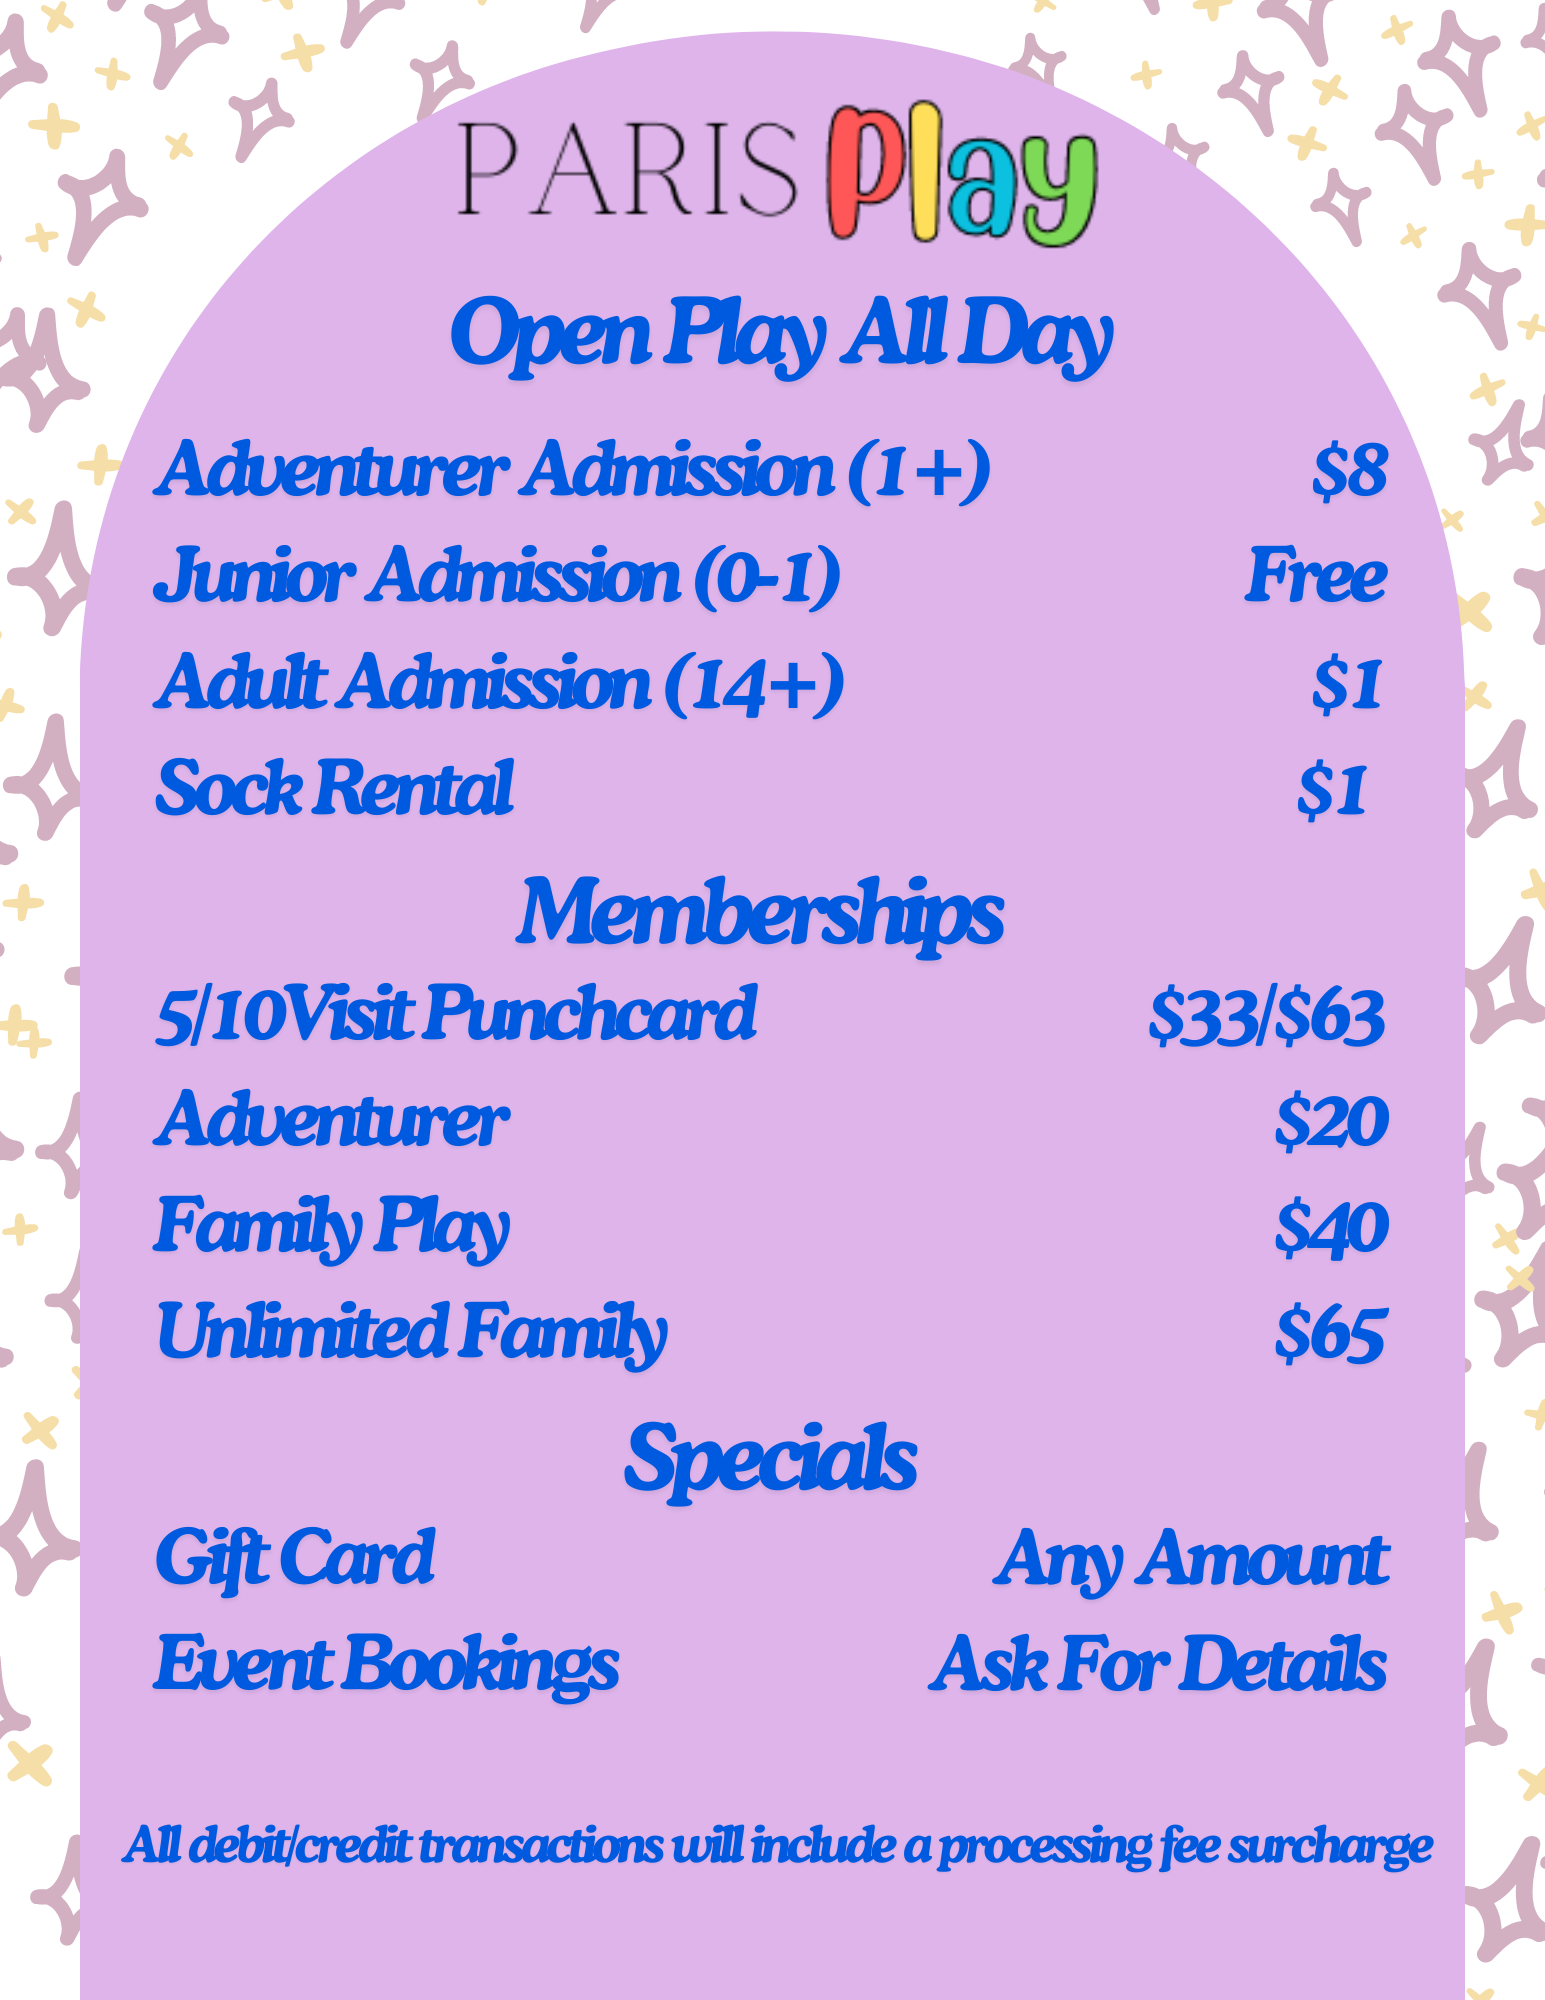 PARIS Play
Open Play All Day
Adventurer Admission (1+) $8
Junior Admission (0-1) Free
Adult Admission (14+) $1
Sock Rental $1
Memberships
5/10Visit Punchcard $33/$63
Adventurer $20
Family Play $40
Unlimited Family $65
Specials
Gift Card Any Amount
Event Bookings Ask For Details
All debit/credit transactions will include a processing fee surcharge